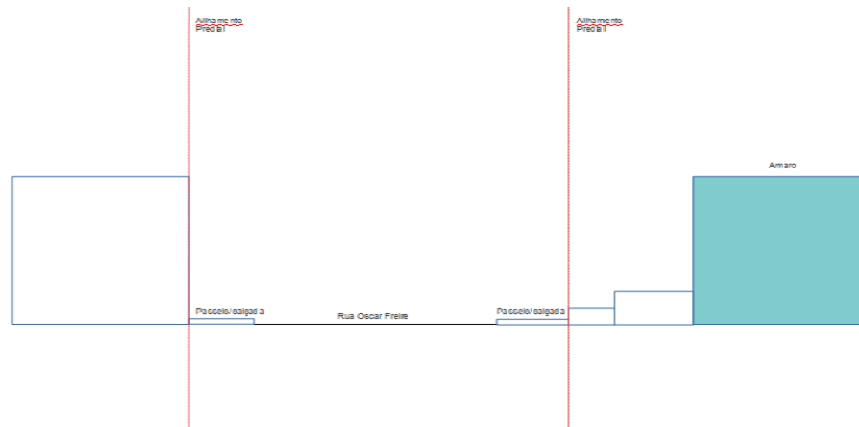 Alinhamento
Predial
Alinhamento
Predial
Amaro
Passeio/calçada
Rua Oscar Freire
Passeio/calçada